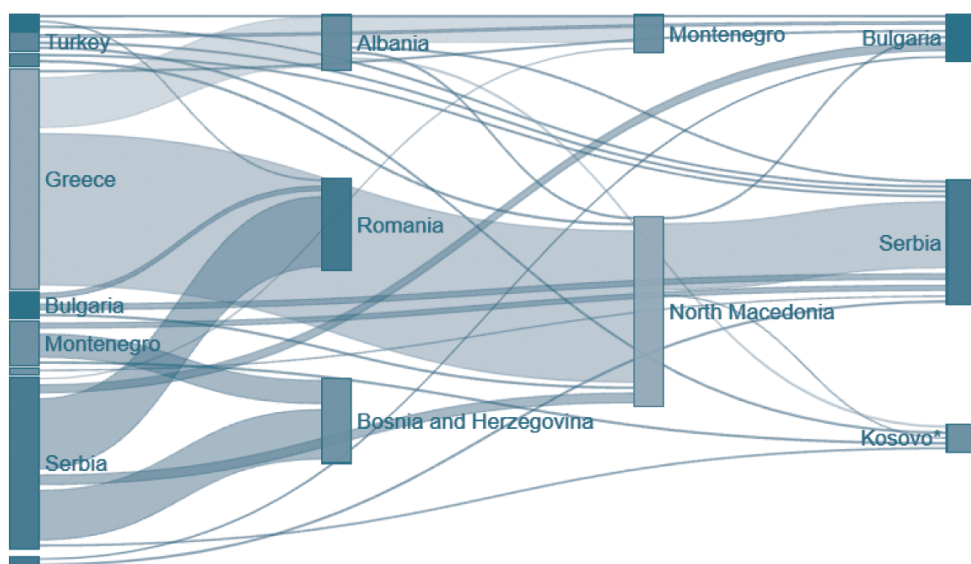 Turkey
Greece
Bulgaria
Montenegro
Serbia
Albania
Romania
Bosnia and Herzegovina
Montenegro
North Macedonia
Bulgaria
Serbia
Kosovo*